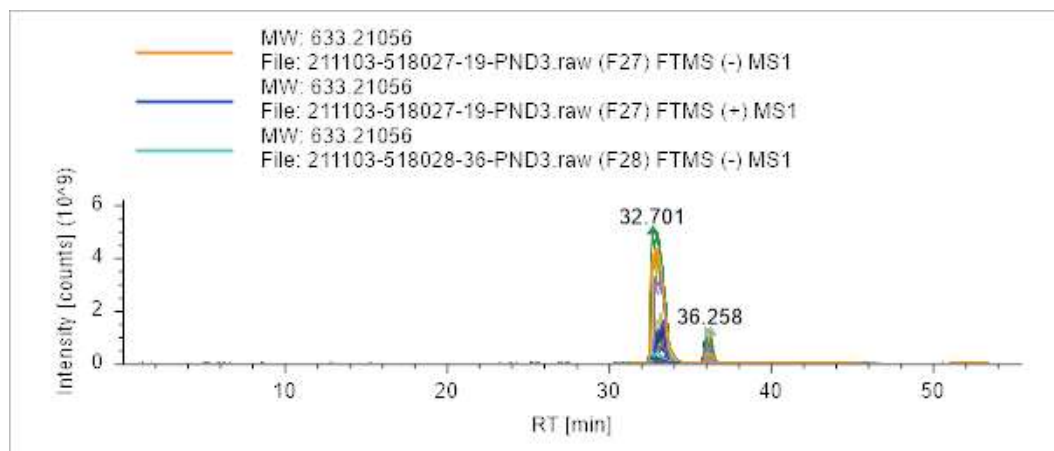 MW: 633.21056
File: 211103-518027-19-PND3.raw (F27) FTMS (-) MS1
MW: 633.21056
File: 211103-518027-19-PND3.raw (F27) FTMS (+) MS1
MW: 633.21056
File: 211103-518028-36-PND3.raw (F28) FTMS (-) MS1
Intensity [counts] (10^9)
6
4
2
0
32.701
36.258
10 20 30 40 50
RT [min]